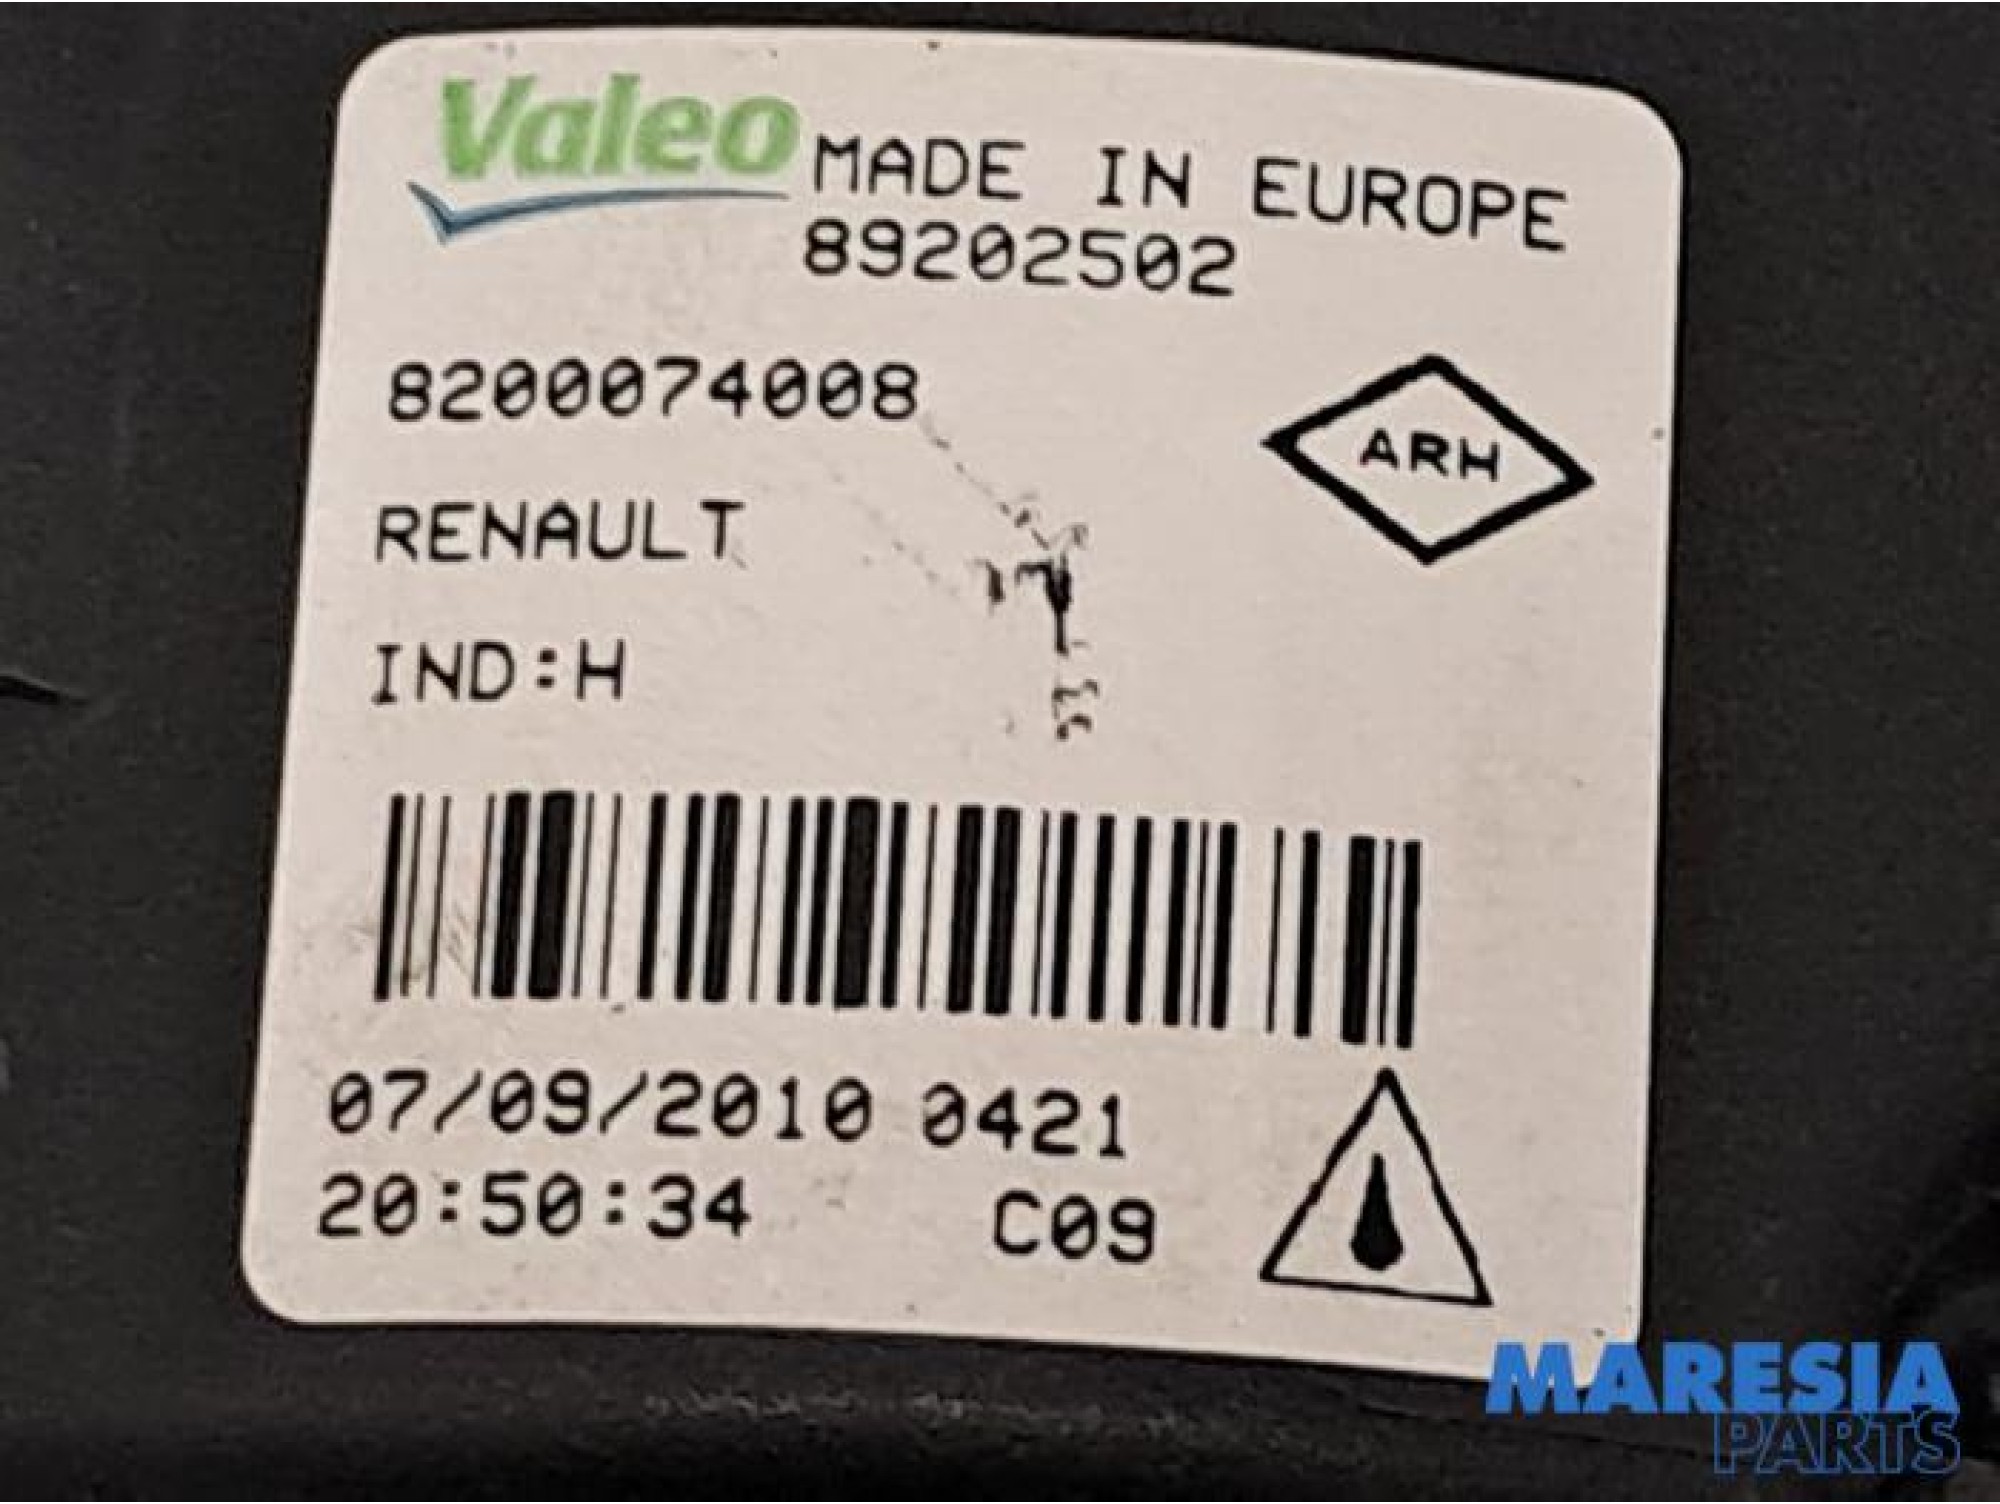 Valeo MADE IN EUROPE
89202502
8200074008
ARH
RENAULT
IND:H
07/09/2010 0421
20:50:34 C09
MARESIA
PARTS